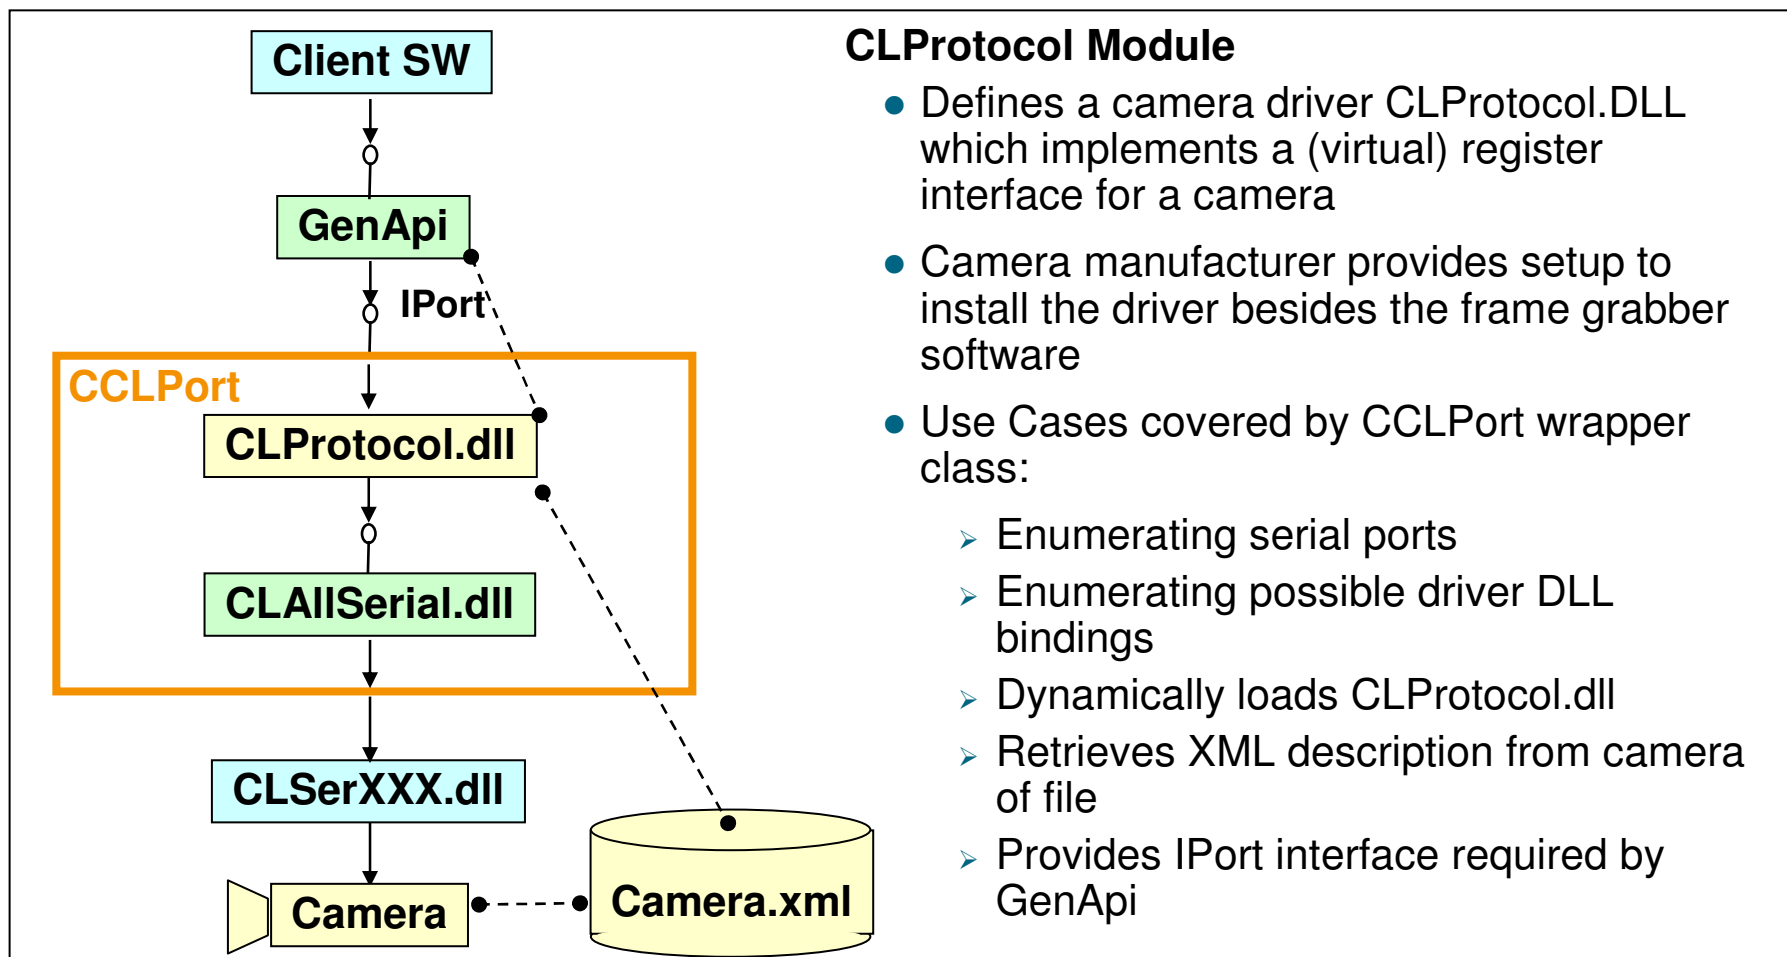 Client SW
GenApi
IPort
CCLPort
CLProtocol.dll
CLAllSerial.dll
CLSerXXX.dll
Camera
Camera.xml
CLProtocol Module
Defines a camera driver CLProtocol.DLL
which implements a (virtual) register
interface for a camera
Camera manufacturer provides setup to
install the driver besides the frame grabber
software
Use Cases covered by CCLPort wrapper
class:
Enumerating serial ports
Enumerating possible driver DLL
bindings
Dynamically loads CLProtocol.dll
Retrieves XML description from camera
of file
Provides IPort interface required by
GenApi